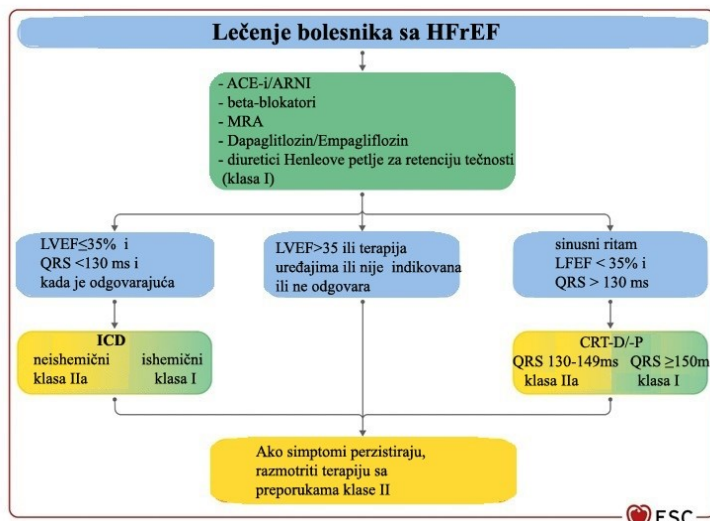 Lečenje bolesnika sa HFrEF
- ACE-i/ARNI
- beta-blokatori
- MRA
- Dapaglitlozin/Empagliflozin
- diuretici Henleove petlje za retenciju tečnosti
(klasa I)
LVEF≤35% i
QRS <130 ms i
kada je odgovarajuća
LVEF>35 ili terapija
uređajima ili nije indikovana
ili ne odgovara
sinusni ritam
LFEF < 35% i
QRS > 130 ms
ICD
neishemični ishemični
klasa IIa klasa I
CRT-D/-P
QRS 130-149ms QRS ≥150m
klasa IIa klasa I
Ako simptomi perzistiraju,
razmotriti terapiju sa
preporukama klase II
ESC